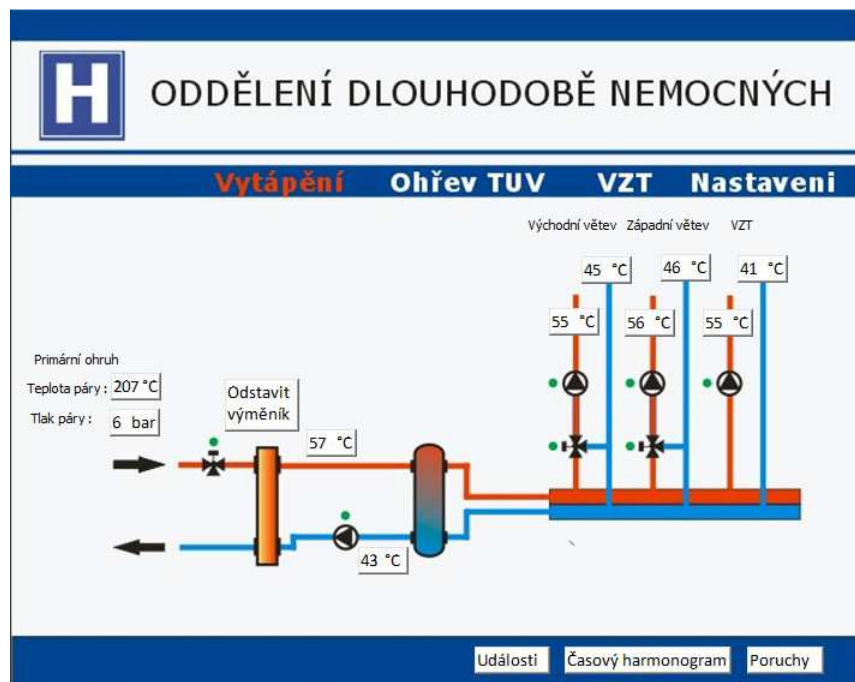 H
ODDĚLENÍ DLOUHODOBĚ NEMOCNÝCH
Vytápění Ohřev TUV VZT Nastaveni
Východní větev Západní větev VZT
45 °C 46 °C 41 °C
55 °C 56 °C 55 °C
Primární ohruh
Teplota páry : 207 °C
Tlak páry : 6 bar
Odstavit
výměník
57 °C
43 °C
Události Časový harmonogram Poruchy